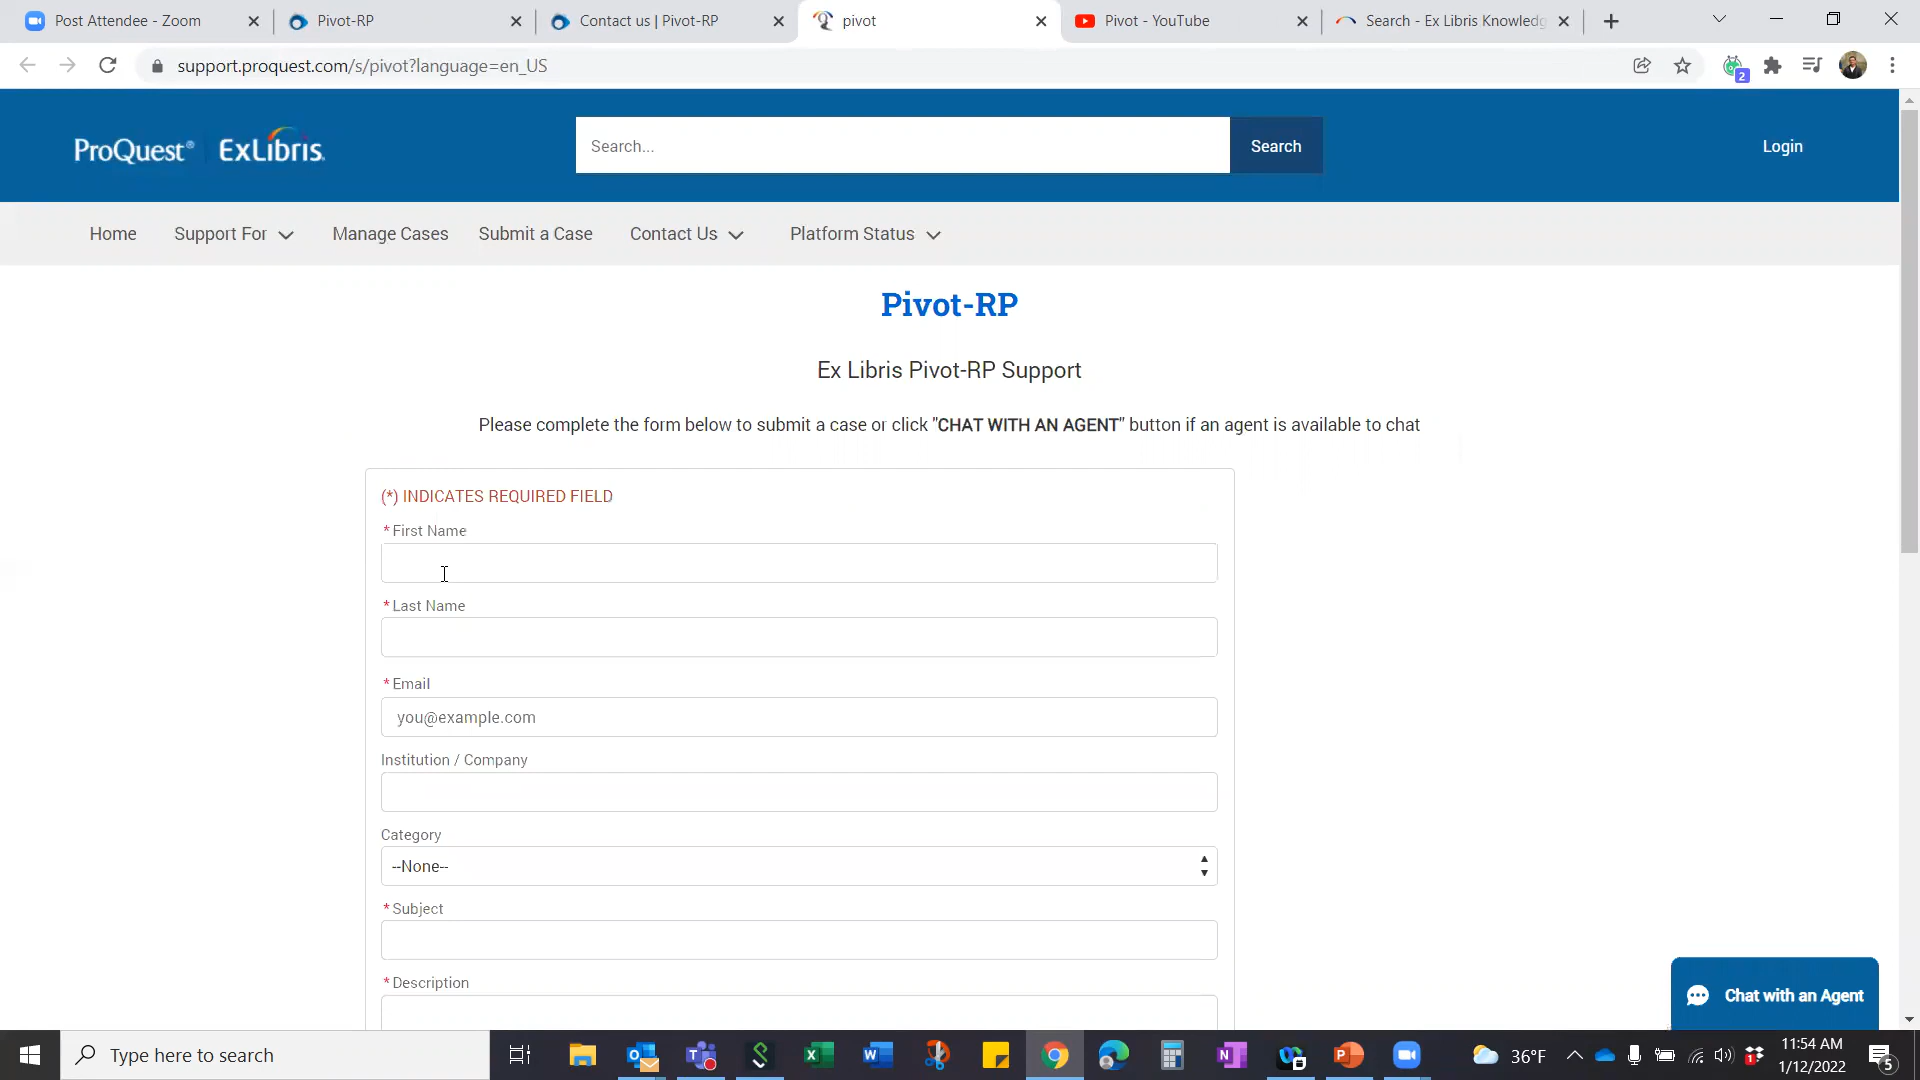 Post Attendee - Zoom
Pivot-RP
Contact us | Pivot-RP
pivot
Pivot - YouTube
Search - Ex Libris Knowledg
support.proquest.com/s/pivot?language=en_US
2
ProQuest® ExLibris.
Search...
Search
Login
Home
Support For
Manage Cases
Submit a Case
Contact Us
Platform Status
Pivot-RP
Ex Libris Pivot-RP Support
Please complete the form below to submit a case or click "CHAT WITH AN AGENT" button if an agent is available to chat
(*) INDICATES REQUIRED FIELD
* First Name
* Last Name
* Email
you@example.com
Institution / Company
Category
--None--
* Subject
* Description
Chat with an Agent
Type here to search
36°F
1
11:54 AM
1/12/2022
5